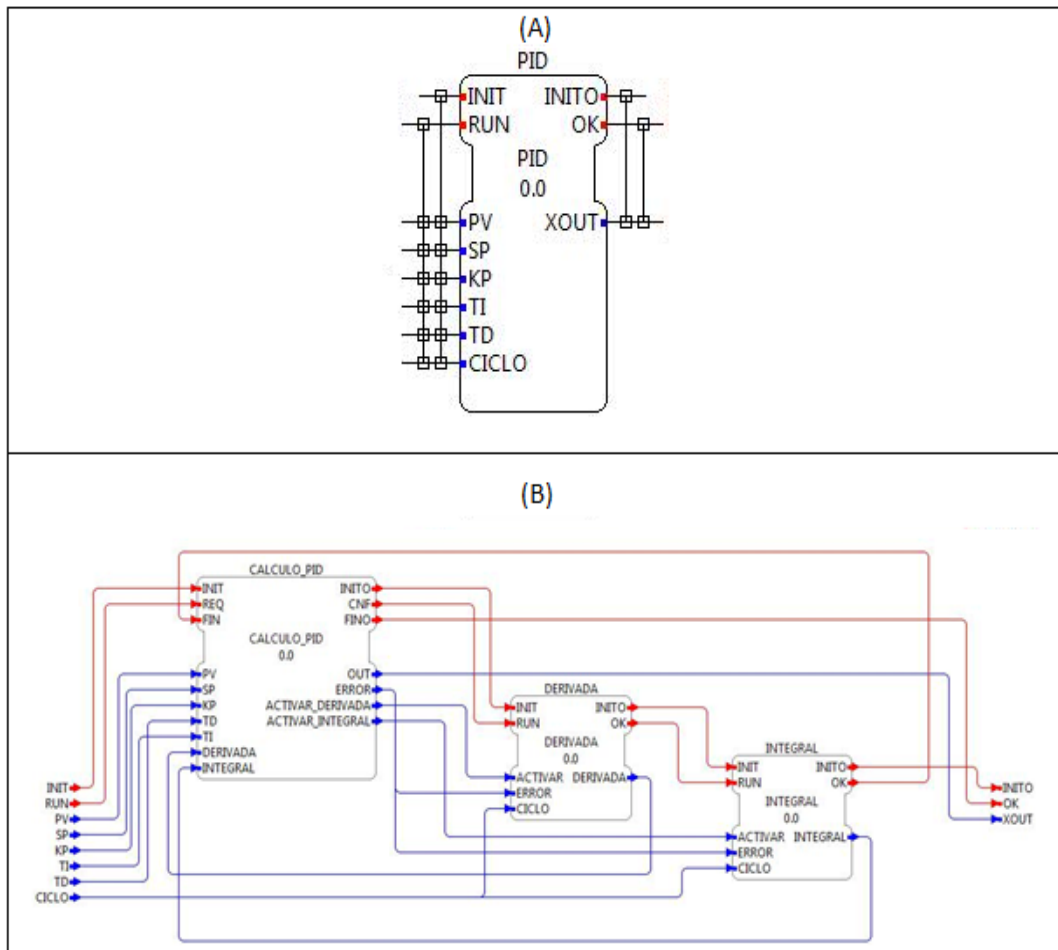 (A)
PID
INIT INITO
RUN OK
PID
0.0
PV XOUT
SP
KP
TI
TD
CICLO
(B)
CALCULO_PID
INIT INITO
REQ CNF
FIN FINO
CALCULO_PID
0.0
PV OUT
SP ERROR
KP ACTIVAR_DERIVADA
TD ACTIVAR_INTEGRAL
TI
DERIVADA
INTEGRAL
DERIVADA
INIT INITO
RUN OK
DERIVADA
0.0
ACTIVAR DERIVADA
ERROR
CICLO
INTEGRAL
INIT INITO
RUN OK
INTEGRAL
0.0
ACTIVAR INTEGRAL
ERROR
CICLO
INIT
RUN
PV
SP
KP
TI
TD
CICLO
INITO
OK
XOUT